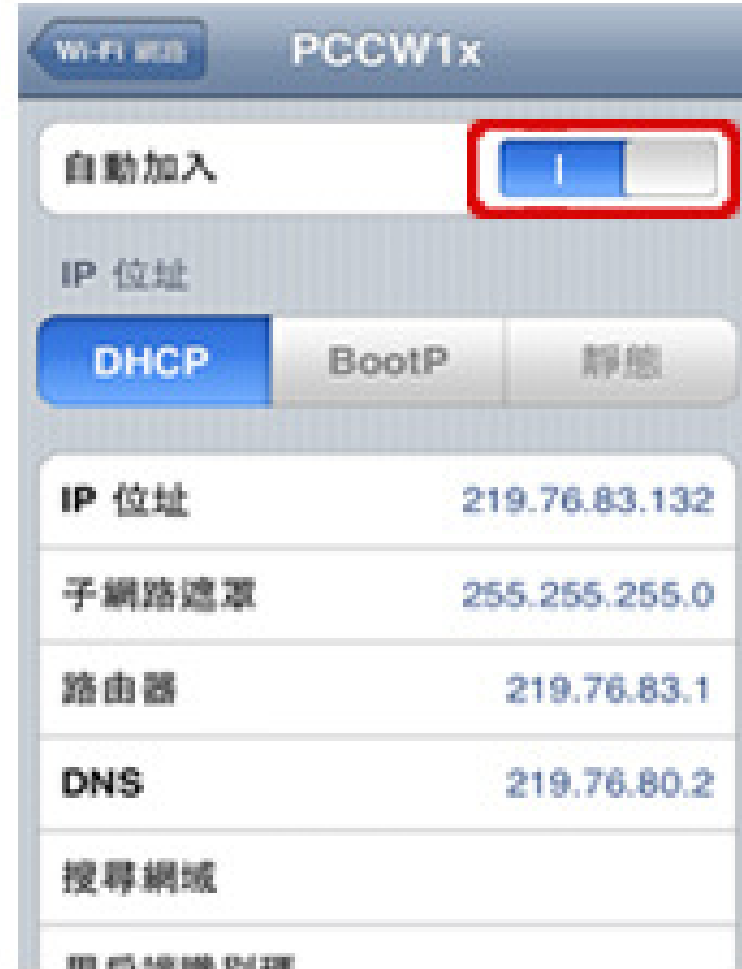 Wi-Fi 網路 PCCW1x
自動加入
IP 位址
DHCP BootP 靜態
IP 位址 219.76.83.132
子網路遮罩 255.255.255.0
路由器 219.76.83.1
DNS 219.76.80.2
搜尋網域